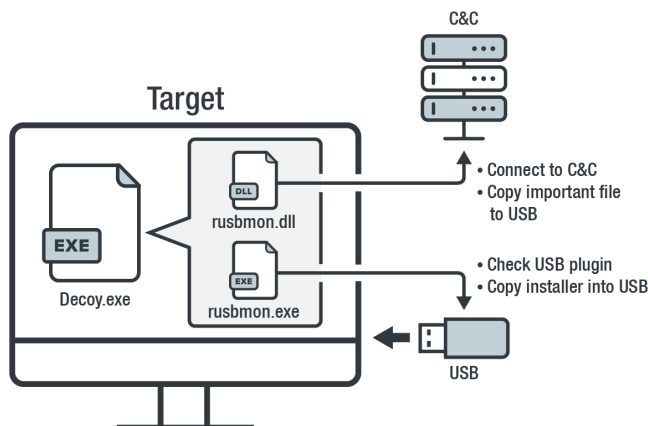 C&C
Target
• Connect to C&C
• Copy important file
to USB
DLL
rusbmon.dll
EXE
Decoy.exe
EXE
rusbmon.exe
• Check USB plugin
• Copy installer into USB
USB